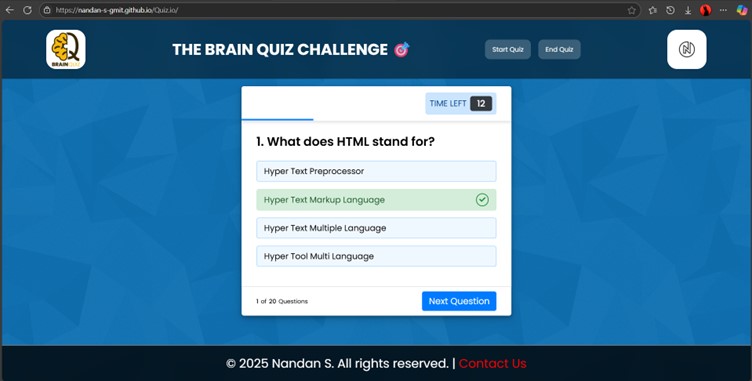 https://nandan-s-gmit.github.io/Quiz.io/
BRAIN QUIZ
THE BRAIN QUIZ CHALLENGE 🎯
Start Quiz
End Quiz
TIME LEFT 12
1. What does HTML stand for?
Hyper Text Preprocessor
Hyper Text Markup Language
Hyper Text Multiple Language
Hyper Tool Multi Language
1 of 20 Questions
Next Question
© 2025 Nandan S. All rights reserved. | Contact Us